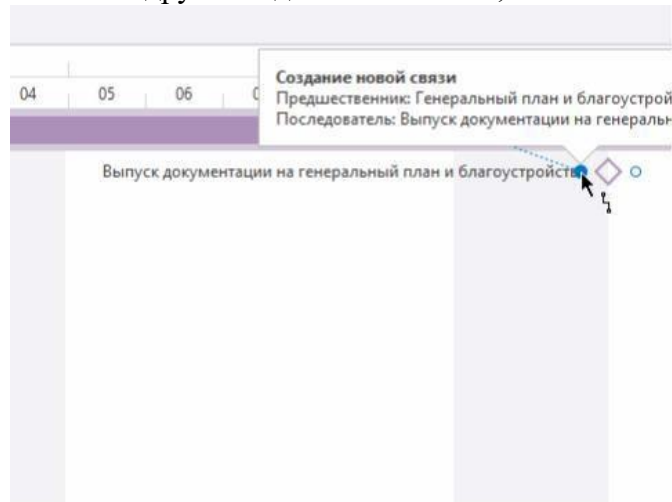 04 05 06
Создание новой связи
Предшественник: Генеральный план и благоустрой
Последователь: Выпуск документации на генеральн
Выпуск документации на генеральный план и благоустройств